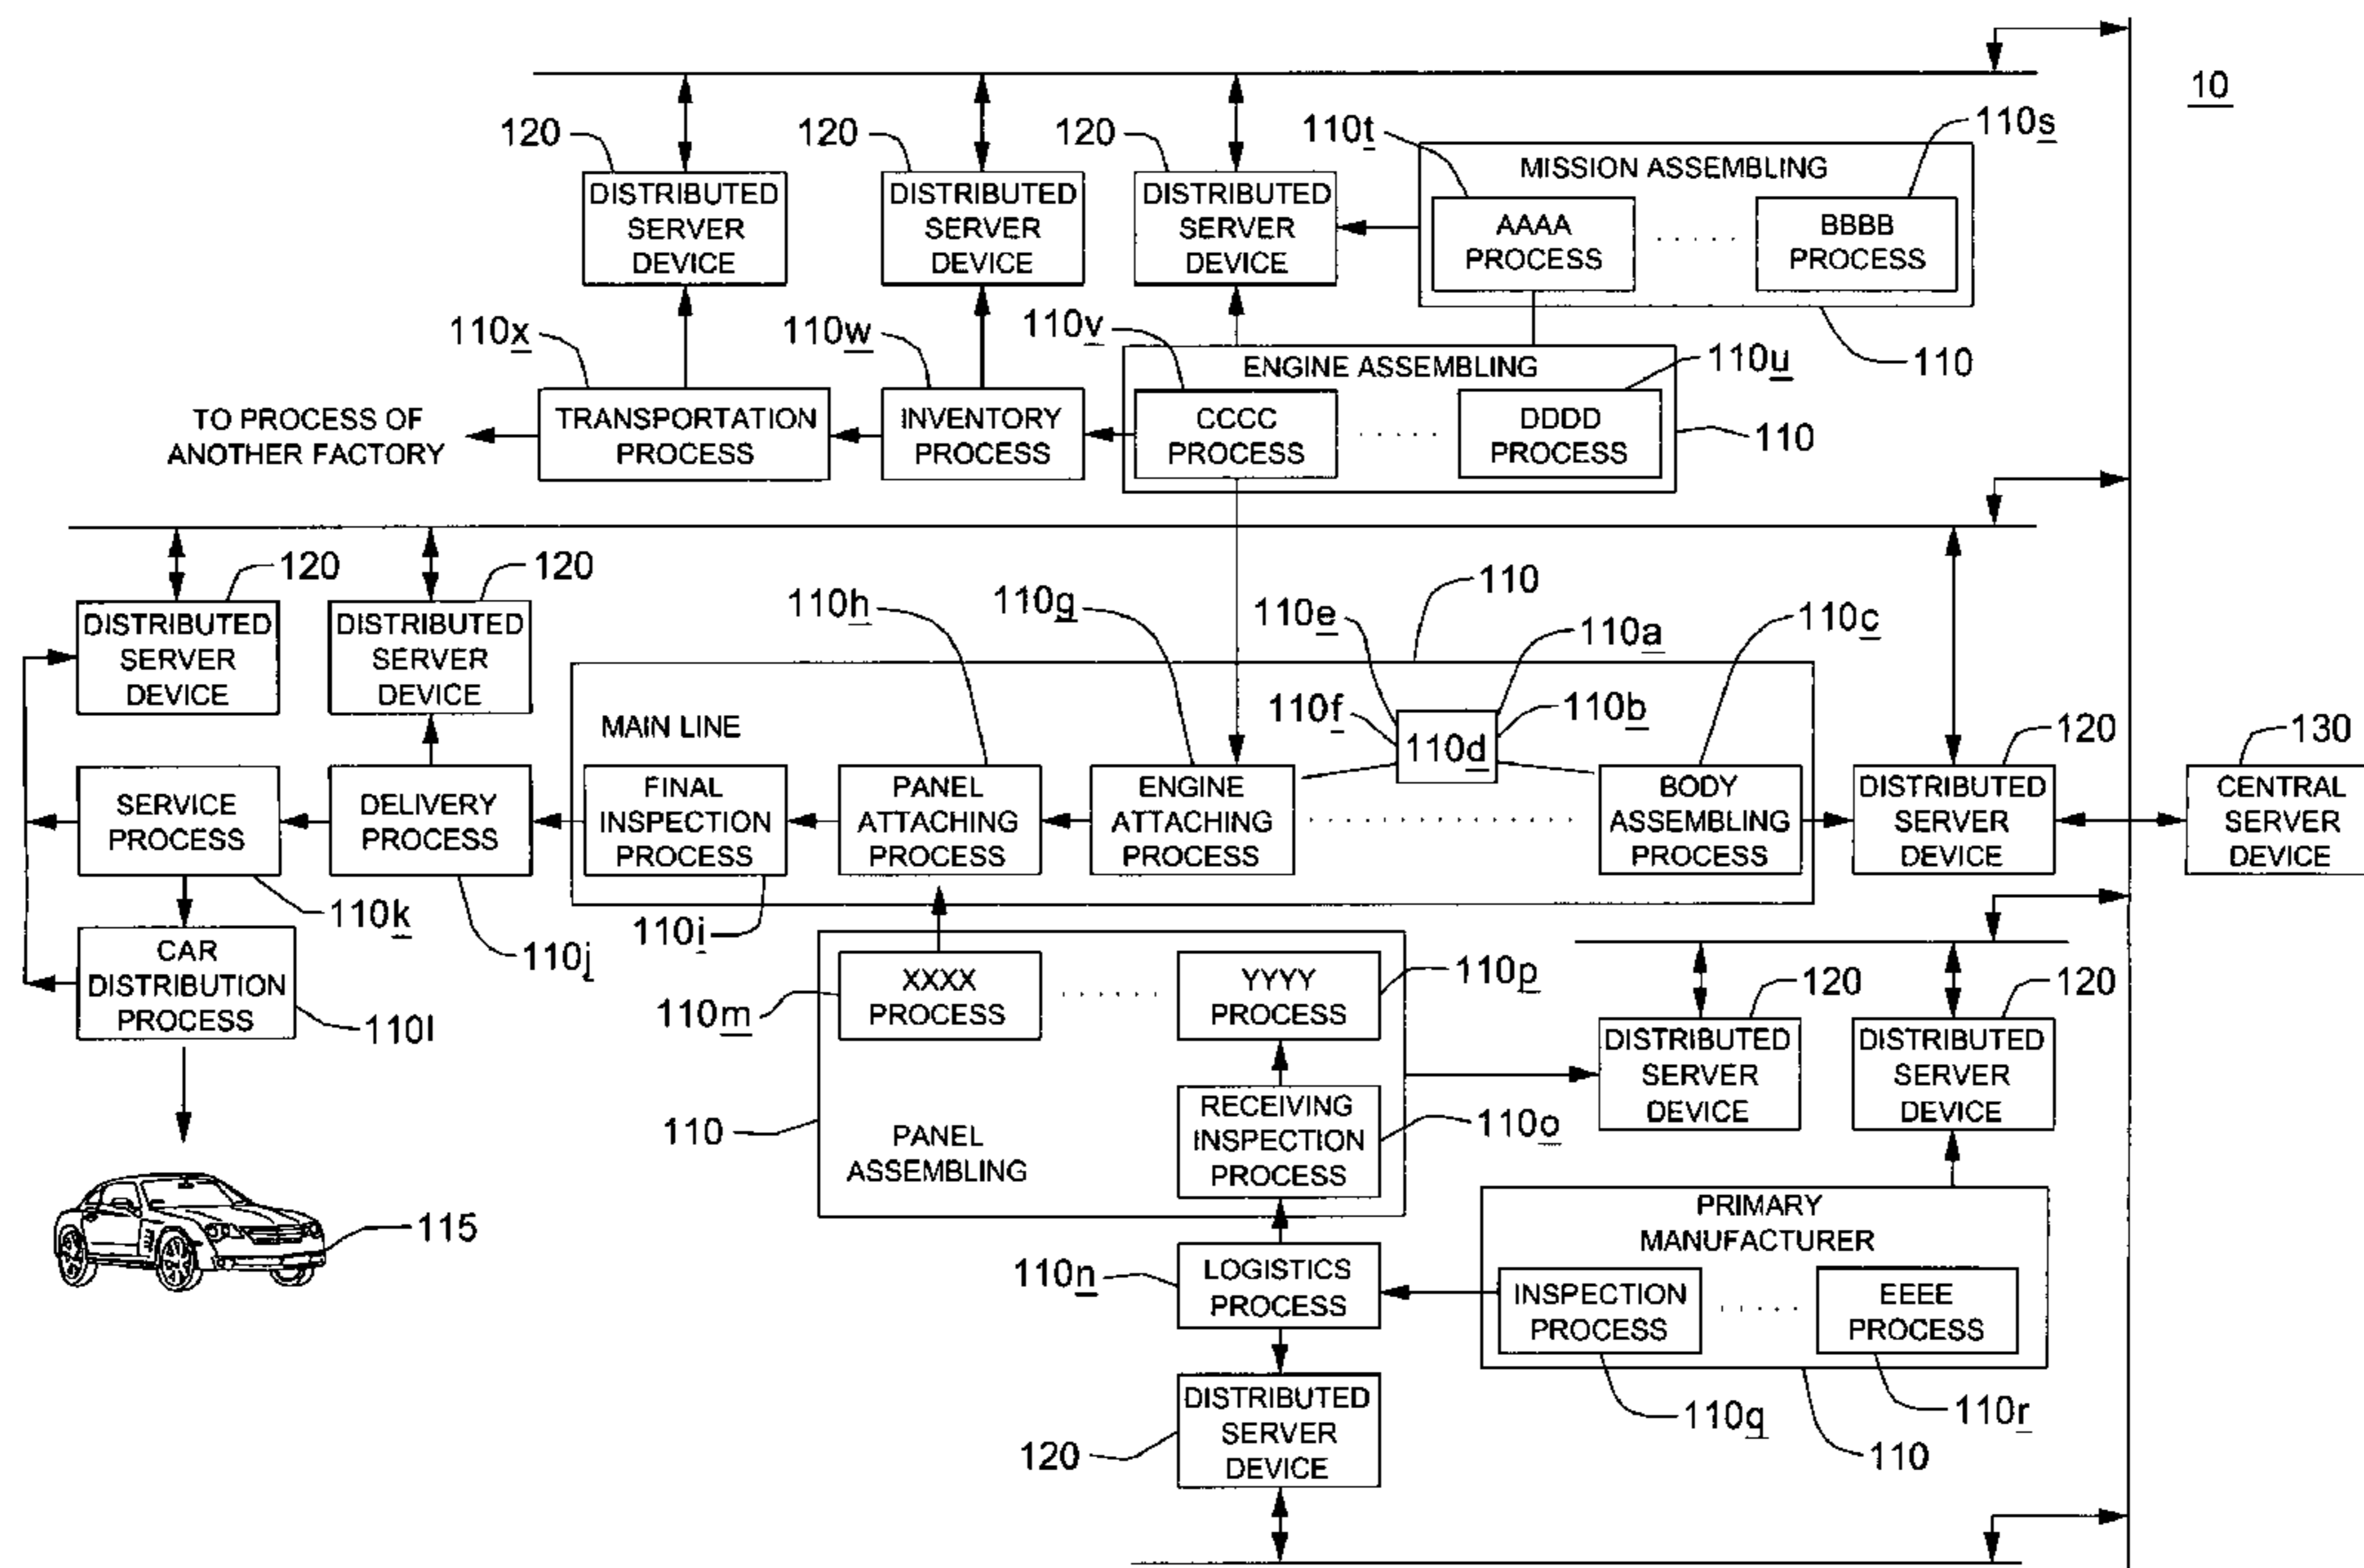 10
120
120
120
110t
110s
MISSION ASSEMBLING
DISTRIBUTED
SERVER
DEVICE
DISTRIBUTED
SERVER
DEVICE
DISTRIBUTED
SERVER
DEVICE
AAAA
PROCESS
BBBB
PROCESS
110x
110w
110v
110
ENGINE ASSEMBLING
110u
TO PROCESS OF
ANOTHER FACTORY
TRANSPORTATION
PROCESS
INVENTORY
PROCESS
CCCC
PROCESS
DDDD
PROCESS
110
120
120
110h
110g
110
110e
110a
110c
DISTRIBUTED
SERVER
DEVICE
DISTRIBUTED
SERVER
DEVICE
MAIN LINE
110f
110d
110b
120
130
SERVICE
PROCESS
DELIVERY
PROCESS
FINAL
INSPECTION
PROCESS
PANEL
ATTACHING
PROCESS
ENGINE
ATTACHING
PROCESS
BODY
ASSEMBLING
PROCESS
DISTRIBUTED
SERVER
DEVICE
CENTRAL
SERVER
DEVICE
110k
110j
110i
CAR
DISTRIBUTION
PROCESS
110l
110m
XXXX
PROCESS
YYYY
PROCESS
110p
120
120
DISTRIBUTED
SERVER
DEVICE
DISTRIBUTED
SERVER
DEVICE
110
PANEL
ASSEMBLING
RECEIVING
INSPECTION
PROCESS
110o
115
110n
LOGISTICS
PROCESS
PRIMARY
MANUFACTURER
INSPECTION
PROCESS
EEEE
PROCESS
110q
110r
110
120
DISTRIBUTED
SERVER
DEVICE